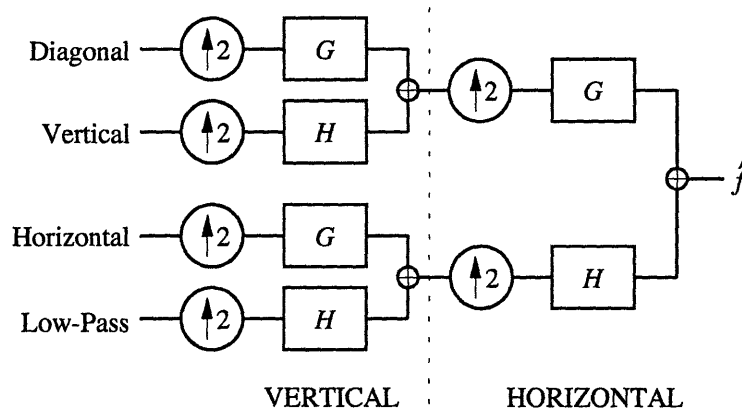 Diagonal ↑2 G
↑2 G
Vertical ↑2 H
f̂
Horizontal ↑2 G
↑2 H
Low-Pass ↑2 H
VERTICAL HORIZONTAL